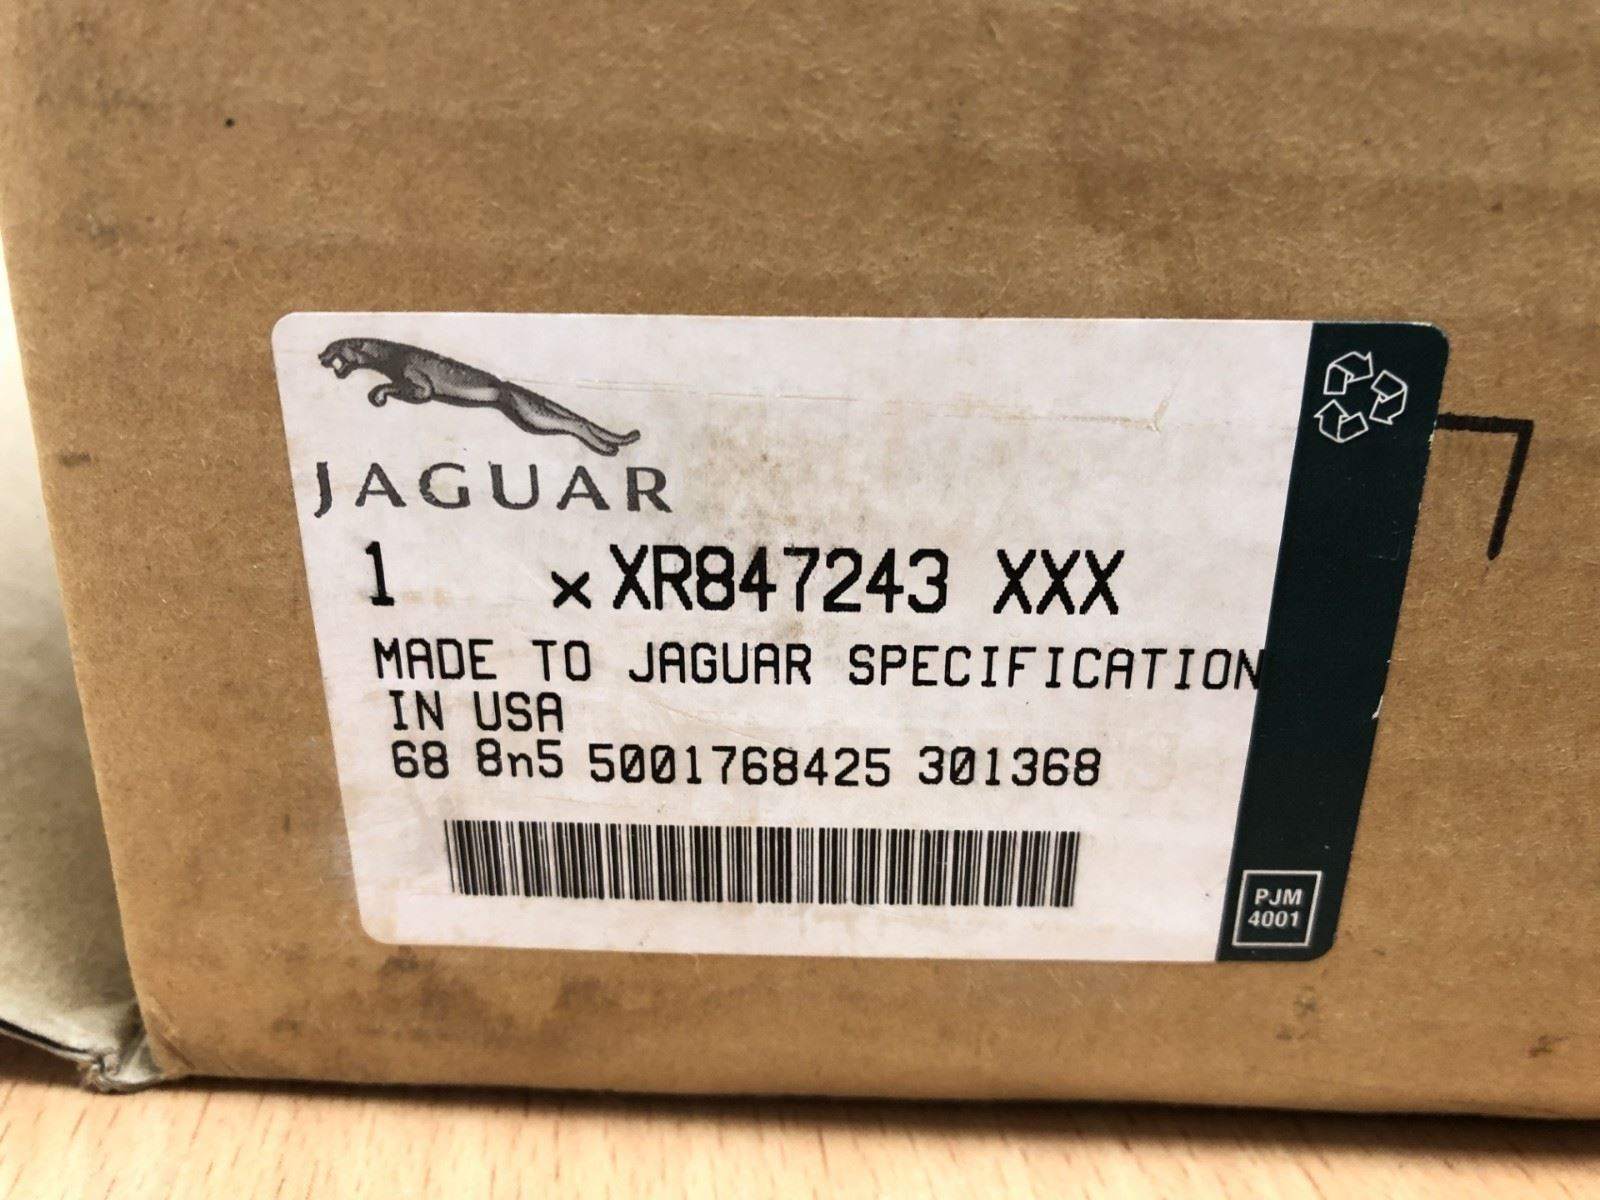 JAGUAR
1 x XR847243 XXX
MADE TO JAGUAR SPECIFICATION
IN USA
68 8n5 5001768425 301368
PJM
4001